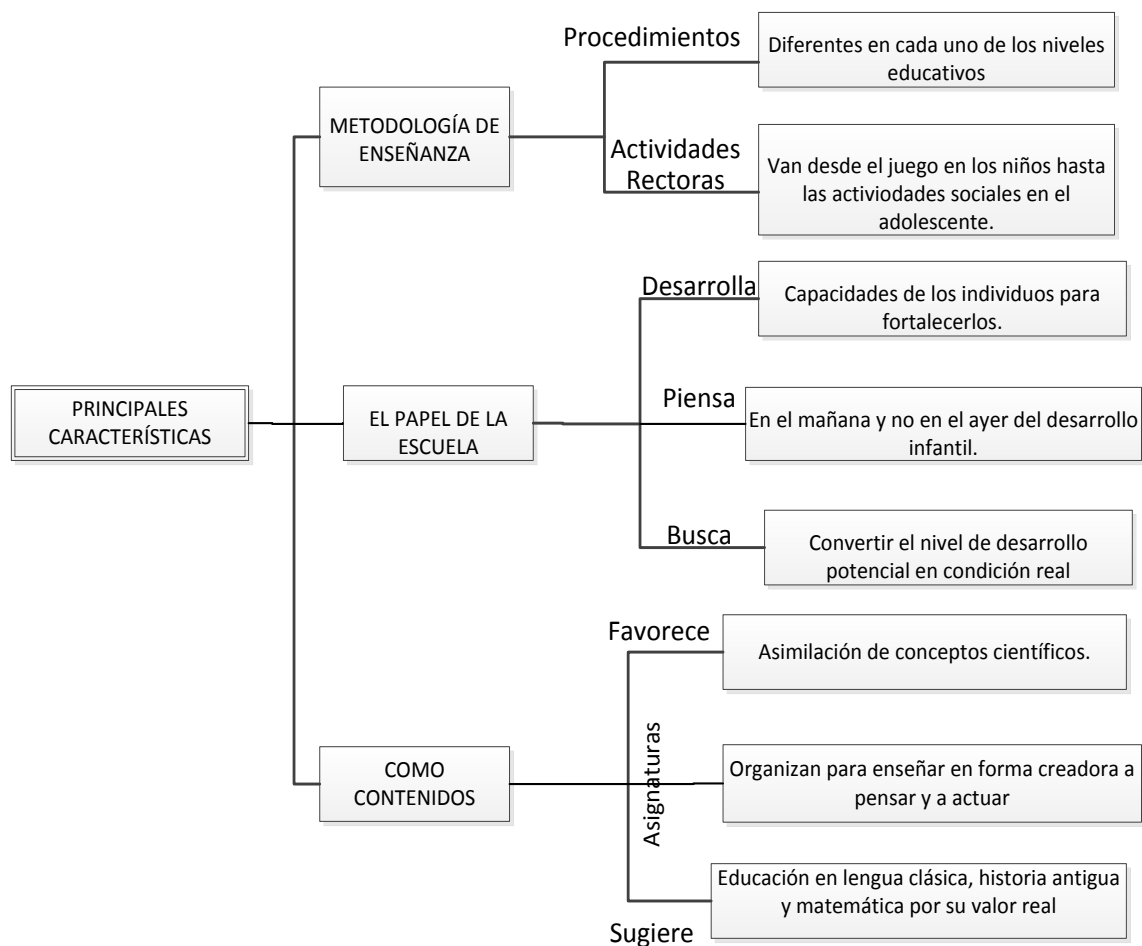 Procedimientos
Diferentes en cada uno de los niveles
educativos
METODOLOGÍA DE
ENSEÑANZA
Actividades
Rectoras
Van desde el juego en los niños hasta
las activiodades sociales en el
adolescente.
Desarrolla
Capacidades de los individuos para
fortalecerlos.
PRINCIPALES
CARACTERÍSTICAS
EL PAPEL DE LA
ESCUELA
Piensa
En el mañana y no en el ayer del desarrollo
infantil.
Busca
Convertir el nivel de desarrollo
potencial en condición real
Favorece
Asimilación de conceptos científicos.
COMO
CONTENIDOS
Asignaturas
Organizan para enseñar en forma creadora a
pensar y a actuar
Sugiere
Educación en lengua clásica, historia antigua
y matemática por su valor real